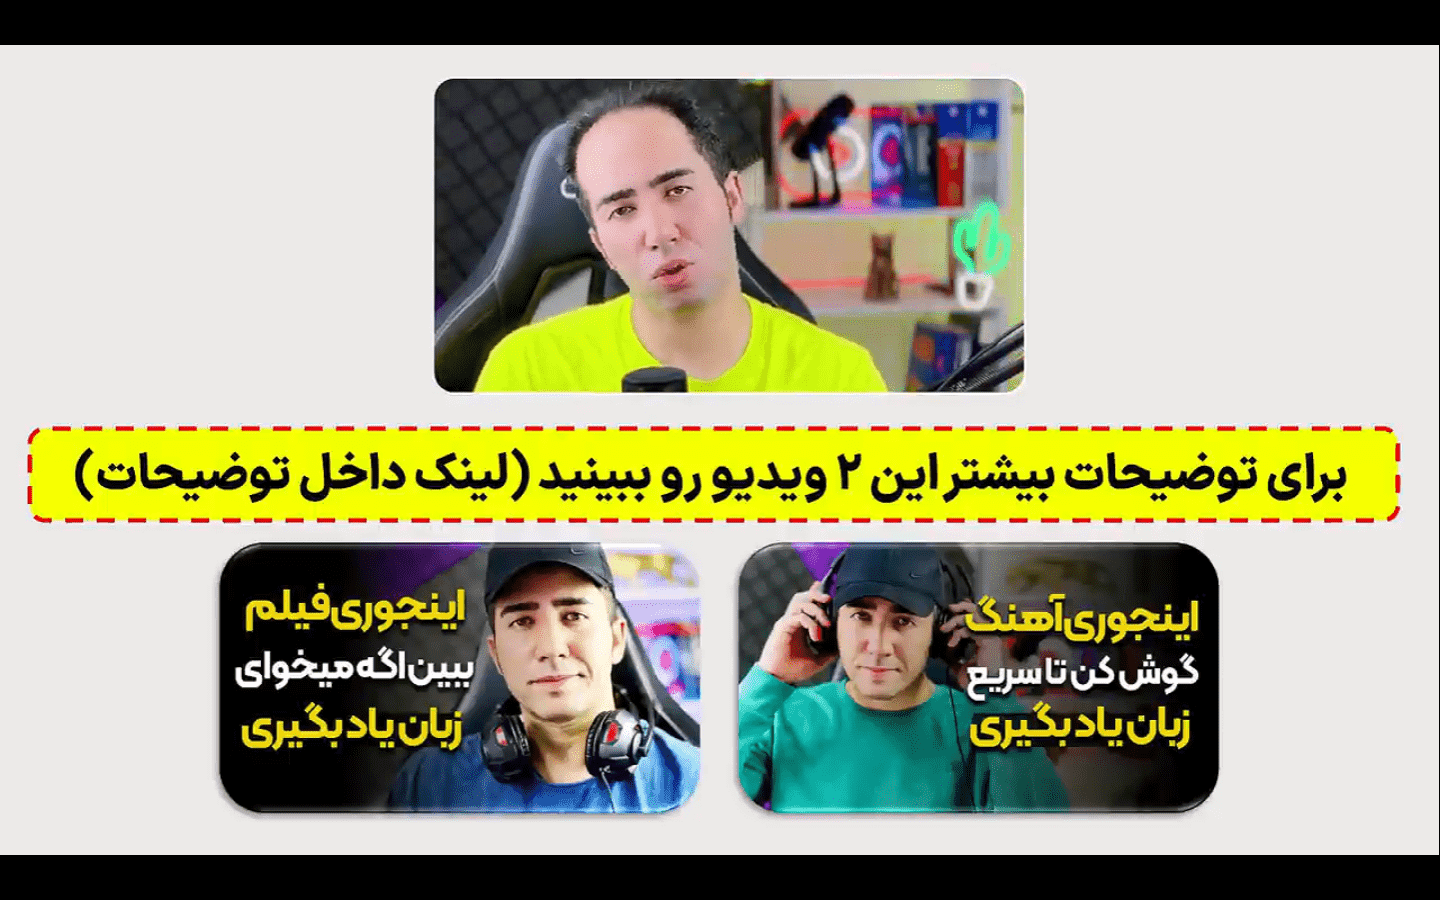 برای توضیحات بیشتر این ۲ ویدیو رو ببینید (لینک داخل توضیحات)
اینجوری آهنگ
گوش کن تا سریع
زبان یاد بگیری
اینجوری فیلم
ببین اگه میخوای
زبان یاد بگیری